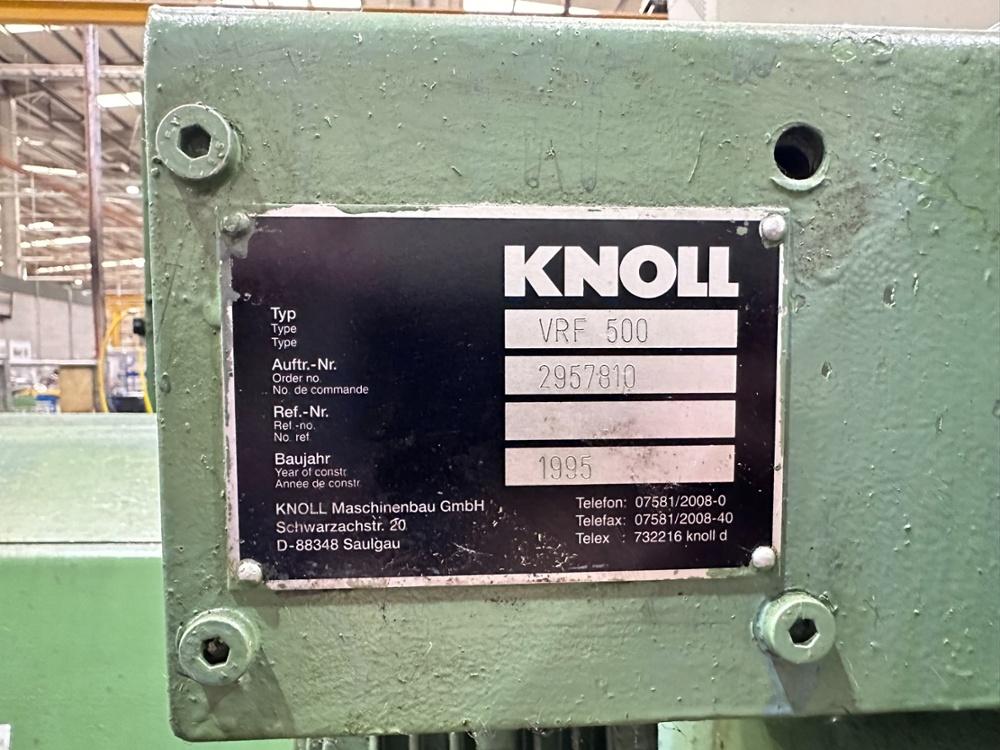 KNOLL
Typ
Type
Type
VRF 500
Auftr.-Nr.
Order no.
No. de commande
2957810
Ref.-Nr.
Ref.-no.
No. ref.
Baujahr
Year of constr.
Année de constr.
1995
KNOLL Maschinenbau GmbH
Schwarzachstr. 20
D-88348 Saulgau
Telefon: 07581/2008-0
Telefax: 07581/2008-40
Telex : 732216 knoll d